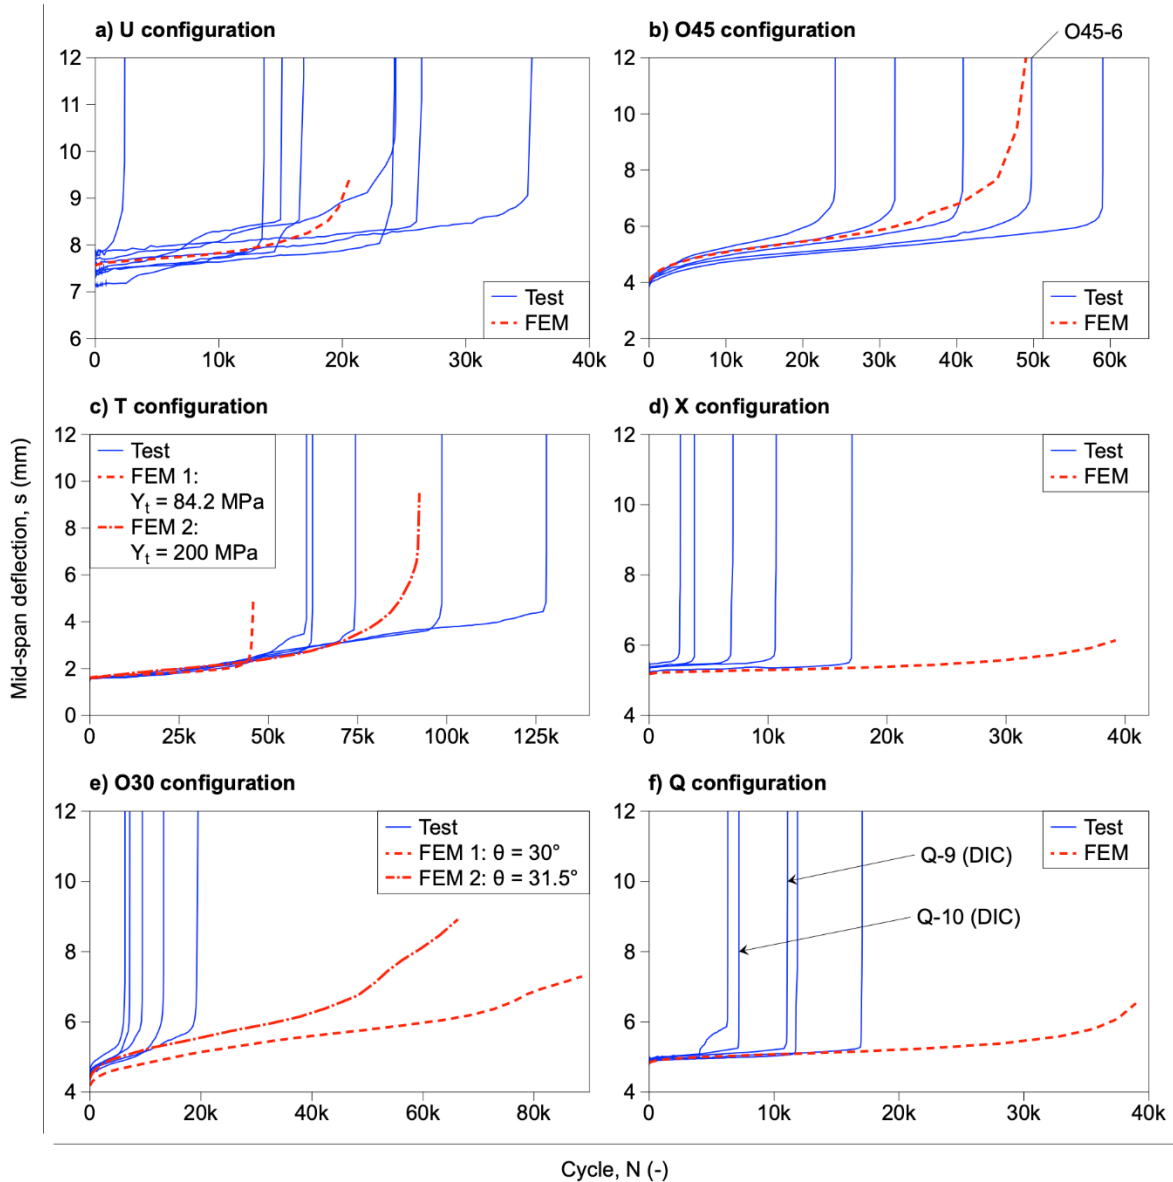 a) U configuration
12
11
10
9
8
7
6
0
10k
20k
30k
40k
Test
FEM
b) O45 configuration
O45-6
12
10
8
6
4
2
0
10k
20k
30k
40k
50k
60k
Test
FEM
c) T configuration
12
10
8
6
4
2
0
0
25k
50k
75k
100k
125k
Test
FEM 1:
Yt = 84.2 MPa
FEM 2:
Yt = 200 MPa
d) X configuration
12
10
8
6
4
0
10k
20k
30k
40k
Test
FEM
e) O30 configuration
12
10
8
6
4
0
20k
40k
60k
80k
Test
FEM 1: θ = 30°
FEM 2: θ = 31.5°
f) Q configuration
12
10
8
6
4
0
10k
20k
30k
40k
Test
FEM
Q-9 (DIC)
Q-10 (DIC)
Mid-span deflection, s (mm)
Cycle, N (-)